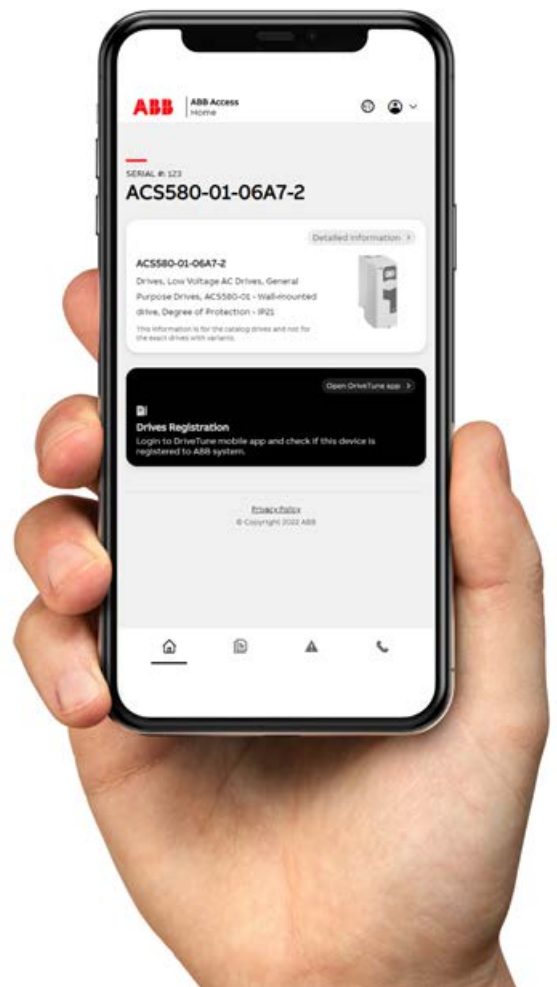 ABB
ABB Access
Home
SERIAL #: 123
ACS580-01-06A7-2
Detailed information
ACS580-01-06A7-2
Drives, Low Voltage AC Drives, General
Purpose Drives, ACS580-01 - Wall-mounted
drive, Degree of Protection - IP21
This information is for the catalog drives and not for
the exact drives with variants.
Open DriveTune app
Drives Registration
Login to DriveTune mobile app and check if this device is
registered to ABB system.
Privacy Policy
© Copyright 2022 ABB